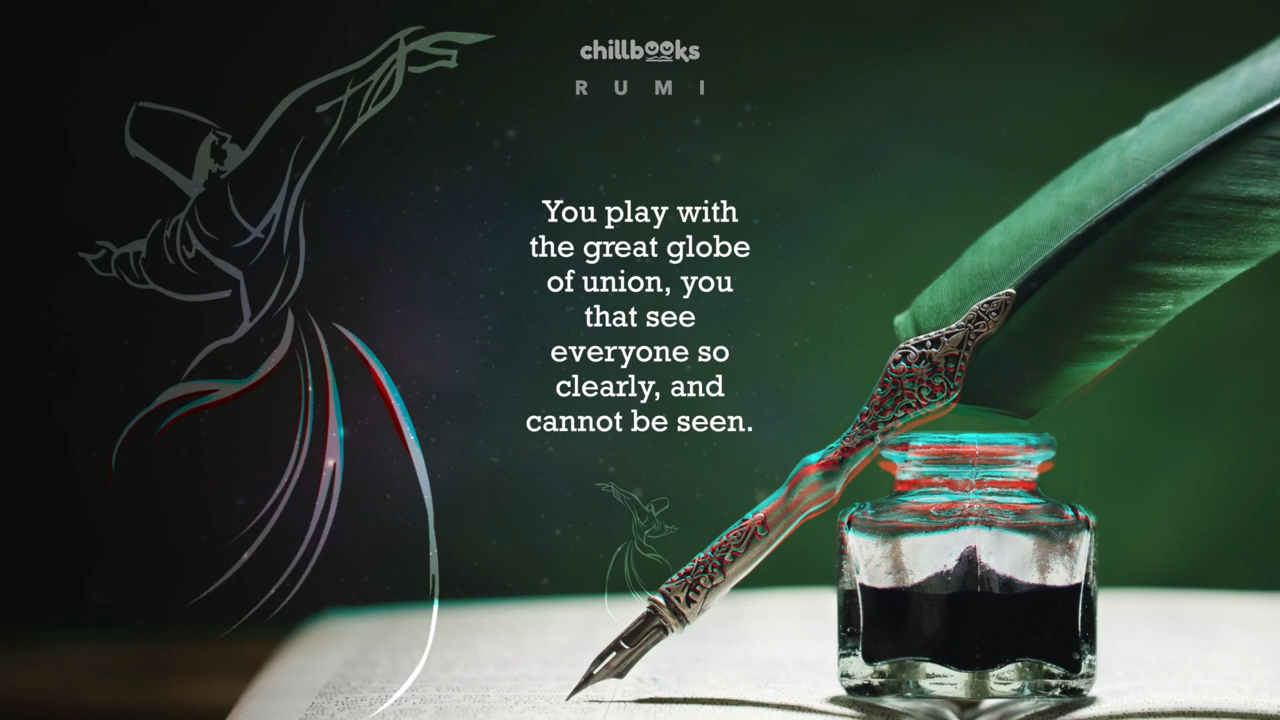 chillbooks
RUMI
You play with
the great globe
of union, you
that see
everyone so
clearly, and
cannot be seen.